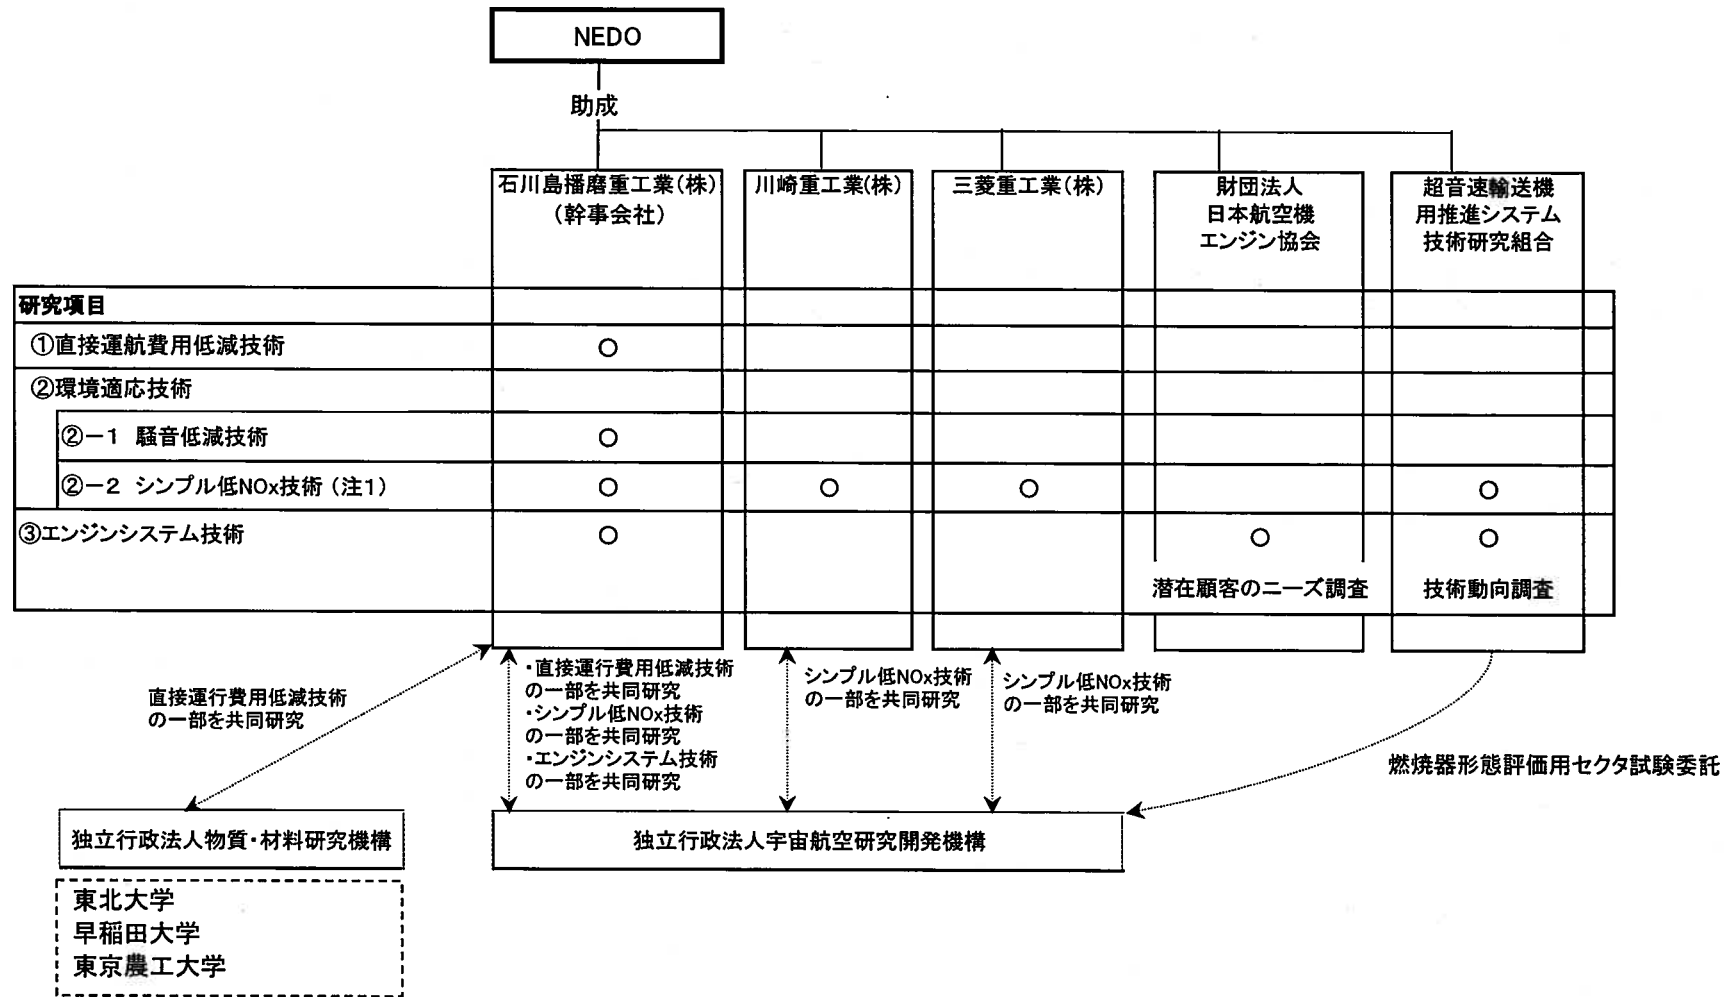 NEDO
助成
石川島播磨重工業(株)
(幹事会社)
川崎重工業(株)
三菱重工業(株)
財団法人
日本航空機
エンジン協会
超音速輸送機
用推進システム
技術研究組合
研究項目
①直接運航費用低減技術 ○
②環境適応技術
②-1 騒音低減技術 ○
②-2 シンプル低NOx技術(注1) ○ ○ ○ ○
③エンジンシステム技術 ○ ○ ○
潜在顧客のニーズ調査 技術動向調査
直接運行費用低減技術
の一部を共同研究
・直接運行費用低減技術
の一部を共同研究
・シンプル低NOx技術
の一部を共同研究
・エンジンシステム技術
の一部を共同研究
シンプル低NOx技術
の一部を共同研究
シンプル低NOx技術
の一部を共同研究
燃焼器形態評価用セクタ試験委託
独立行政法人物質・材料研究機構
独立行政法人宇宙航空研究開発機構
東北大学
早稲田大学
東京農工大学